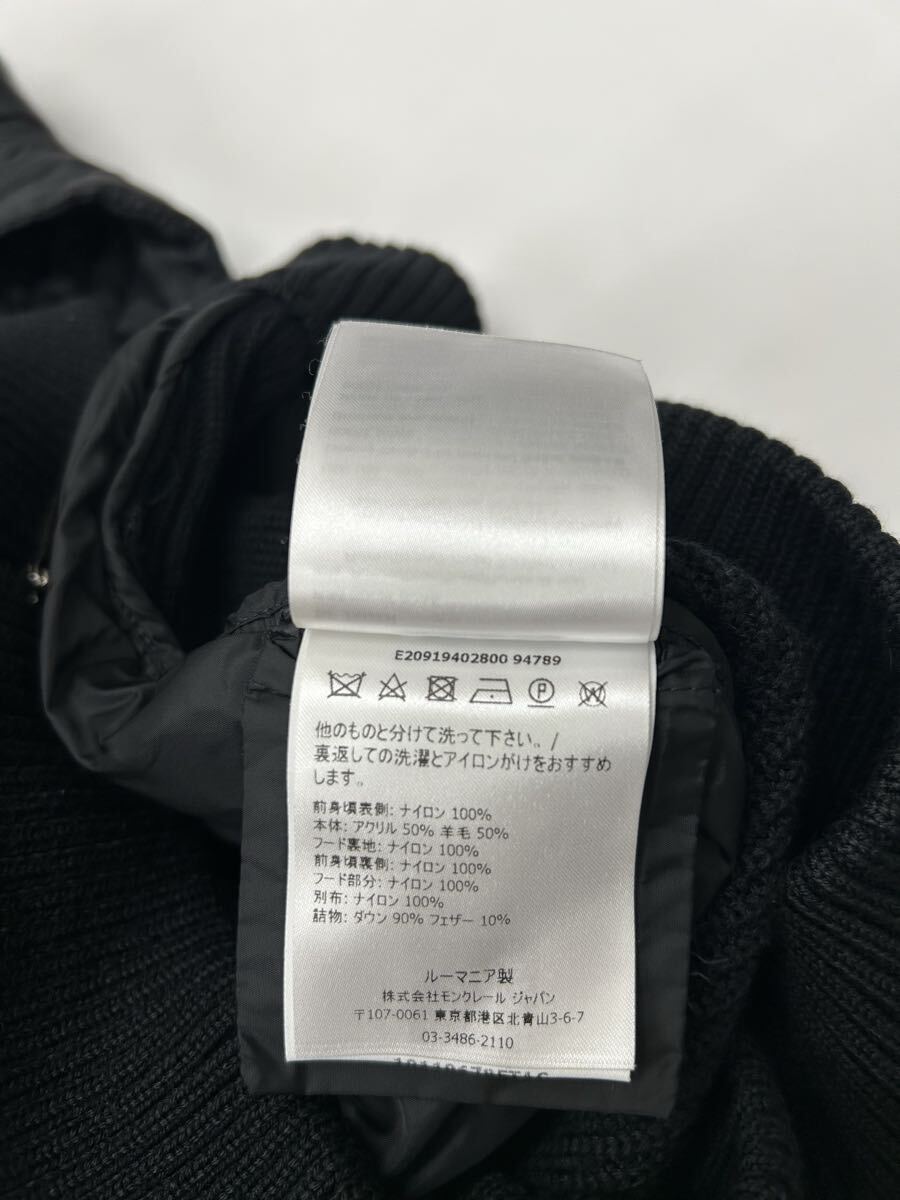 E20919402800 94789
他のものと分けて洗って下さい。/
裏返しての洗濯とアイロンがけをおすすめ
します。
前身頃表側: ナイロン 100%
本体: アクリル 50% 羊毛 50%
フード裏地: ナイロン 100%
前身頃裏側: ナイロン 100%
フード部分: ナイロン 100%
別布: ナイロン 100%
詰物: ダウン 90% フェザー 10%
ルーマニア製
株式会社モンクレール ジャパン
〒107-0061 東京都港区北青山3-6-7
03-3486-2110